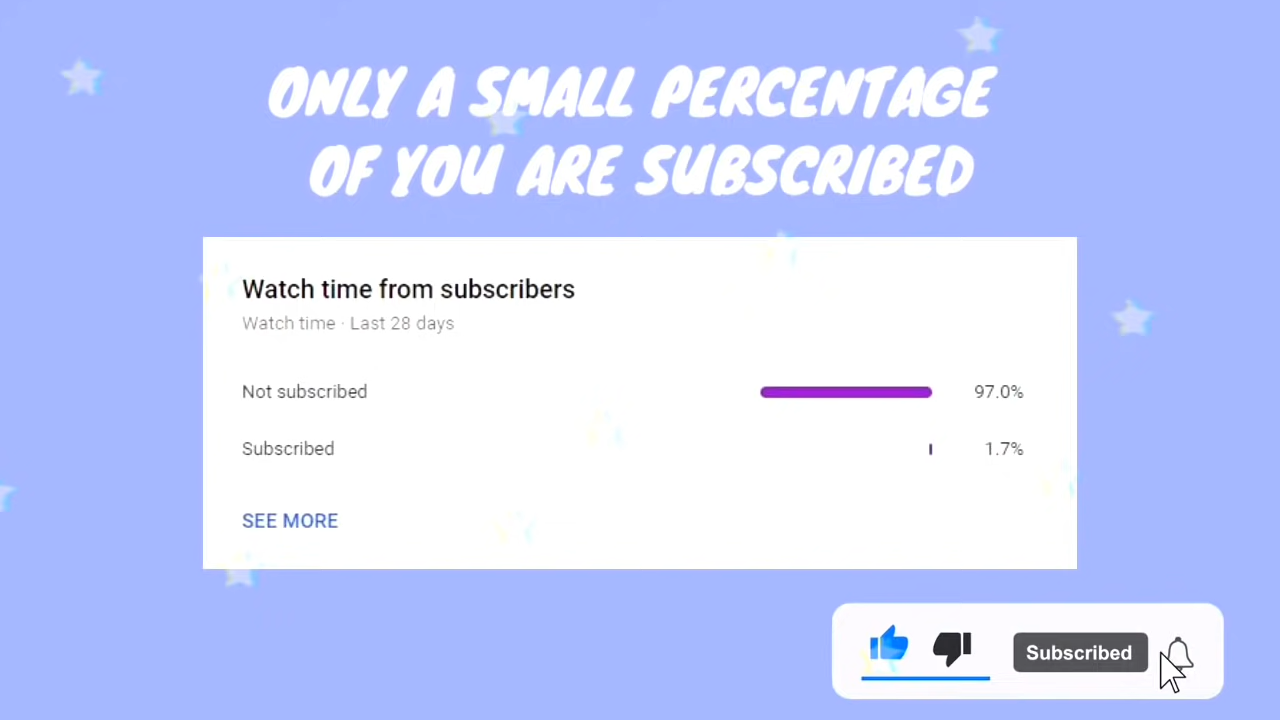 ONLY A SMALL PERCENTAGE
OF YOU ARE SUBSCRIBED
Watch time from subscribers
Watch time · Last 28 days
Not subscribed 97.0%
Subscribed 1.7%
SEE MORE
Subscribed